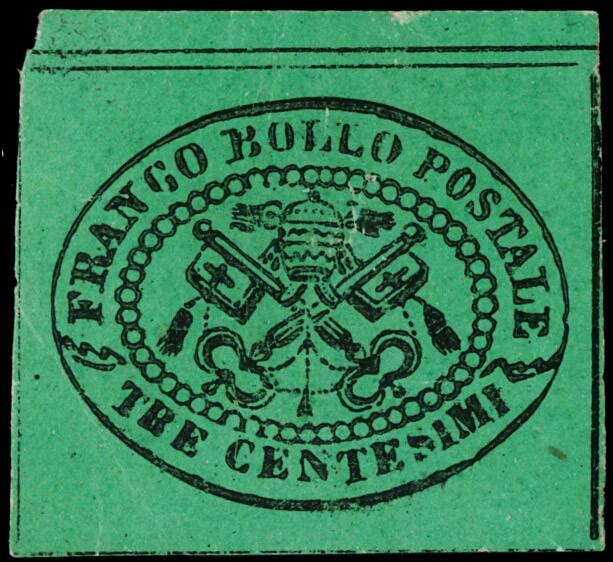 FRANCO BOLLO POSTALE
TRE CENTESIMI